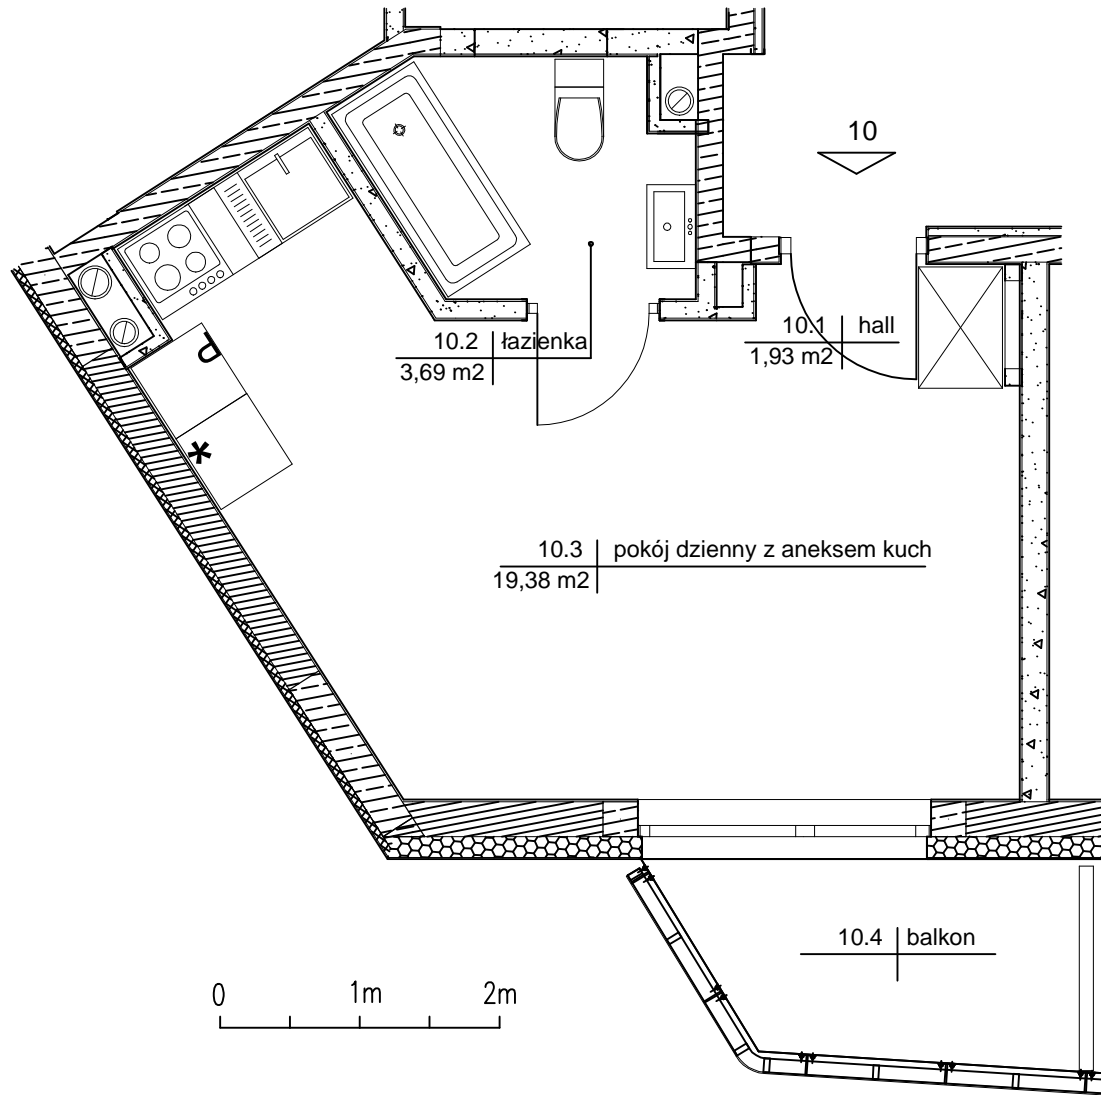 10
10.1 hall
1,93 m2
10.2 łazienka
3,69 m2
P
*
10.3 pokój dzienny z aneksem kuch
19,38 m2
10.4 balkon
0 1m 2m